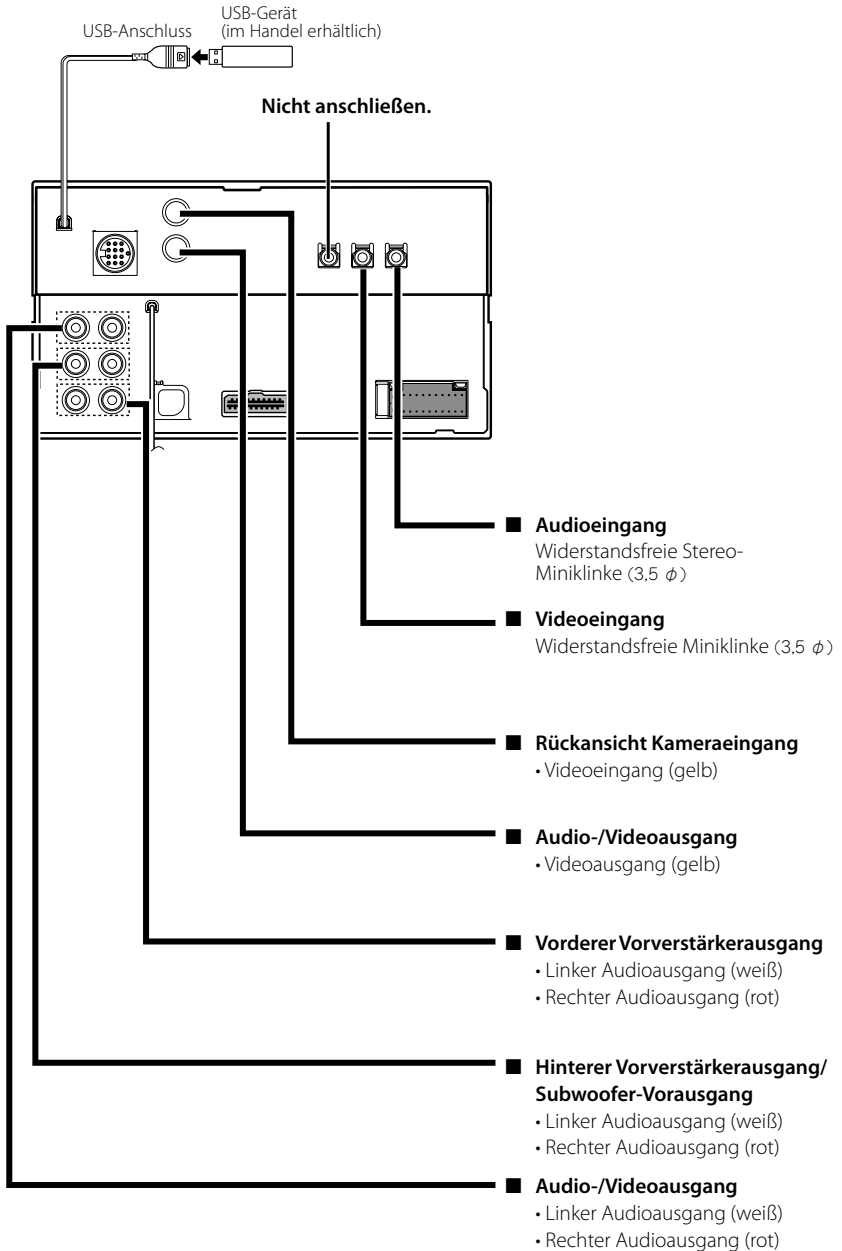 USB-Anschluss
USB-Gerät
(im Handel erhältlich)
Nicht anschließen.
■ Audioeingang
Widerstandsfreie Stereo-
Miniklinke (3,5 φ)
■ Videoeingang
Widerstandsfreie Miniklinke (3,5 φ)
■ Rückansicht Kameraeingang
• Videoeingang (gelb)
■ Audio-/Videoausgang
• Videoausgang (gelb)
■ Vorderer Vorverstärkerausgang
• Linker Audioausgang (weiß)
• Rechter Audioausgang (rot)
■ Hinterer Vorverstärkerausgang/
Subwoofer-Vorausgang
• Linker Audioausgang (weiß)
• Rechter Audioausgang (rot)
■ Audio-/Videoausgang
• Linker Audioausgang (weiß)
• Rechter Audioausgang (rot)